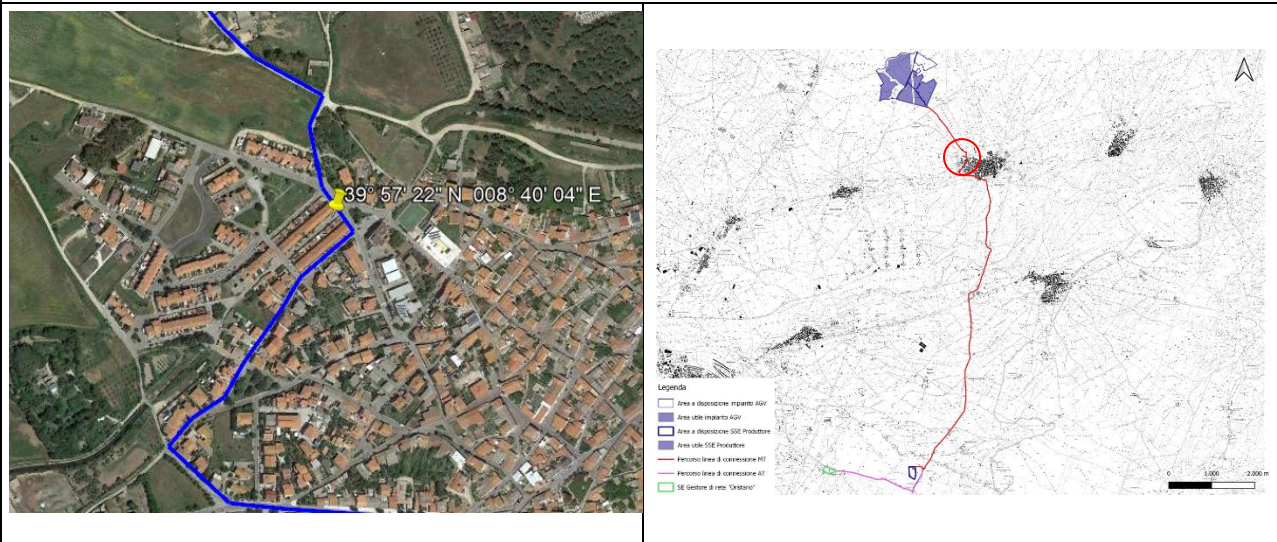 39° 57' 22" N 008° 40' 04" E
Legenda
Area a disposizione impianto AGV
Area utile impianto AGV
Area a disposizione SSE Produttore
Area utile SSE Produttore
Percorso linea di connessione MT
Percorso linea di connessione AT
SE Gestore di rete "Oristano"
0 1.000 2.000 m